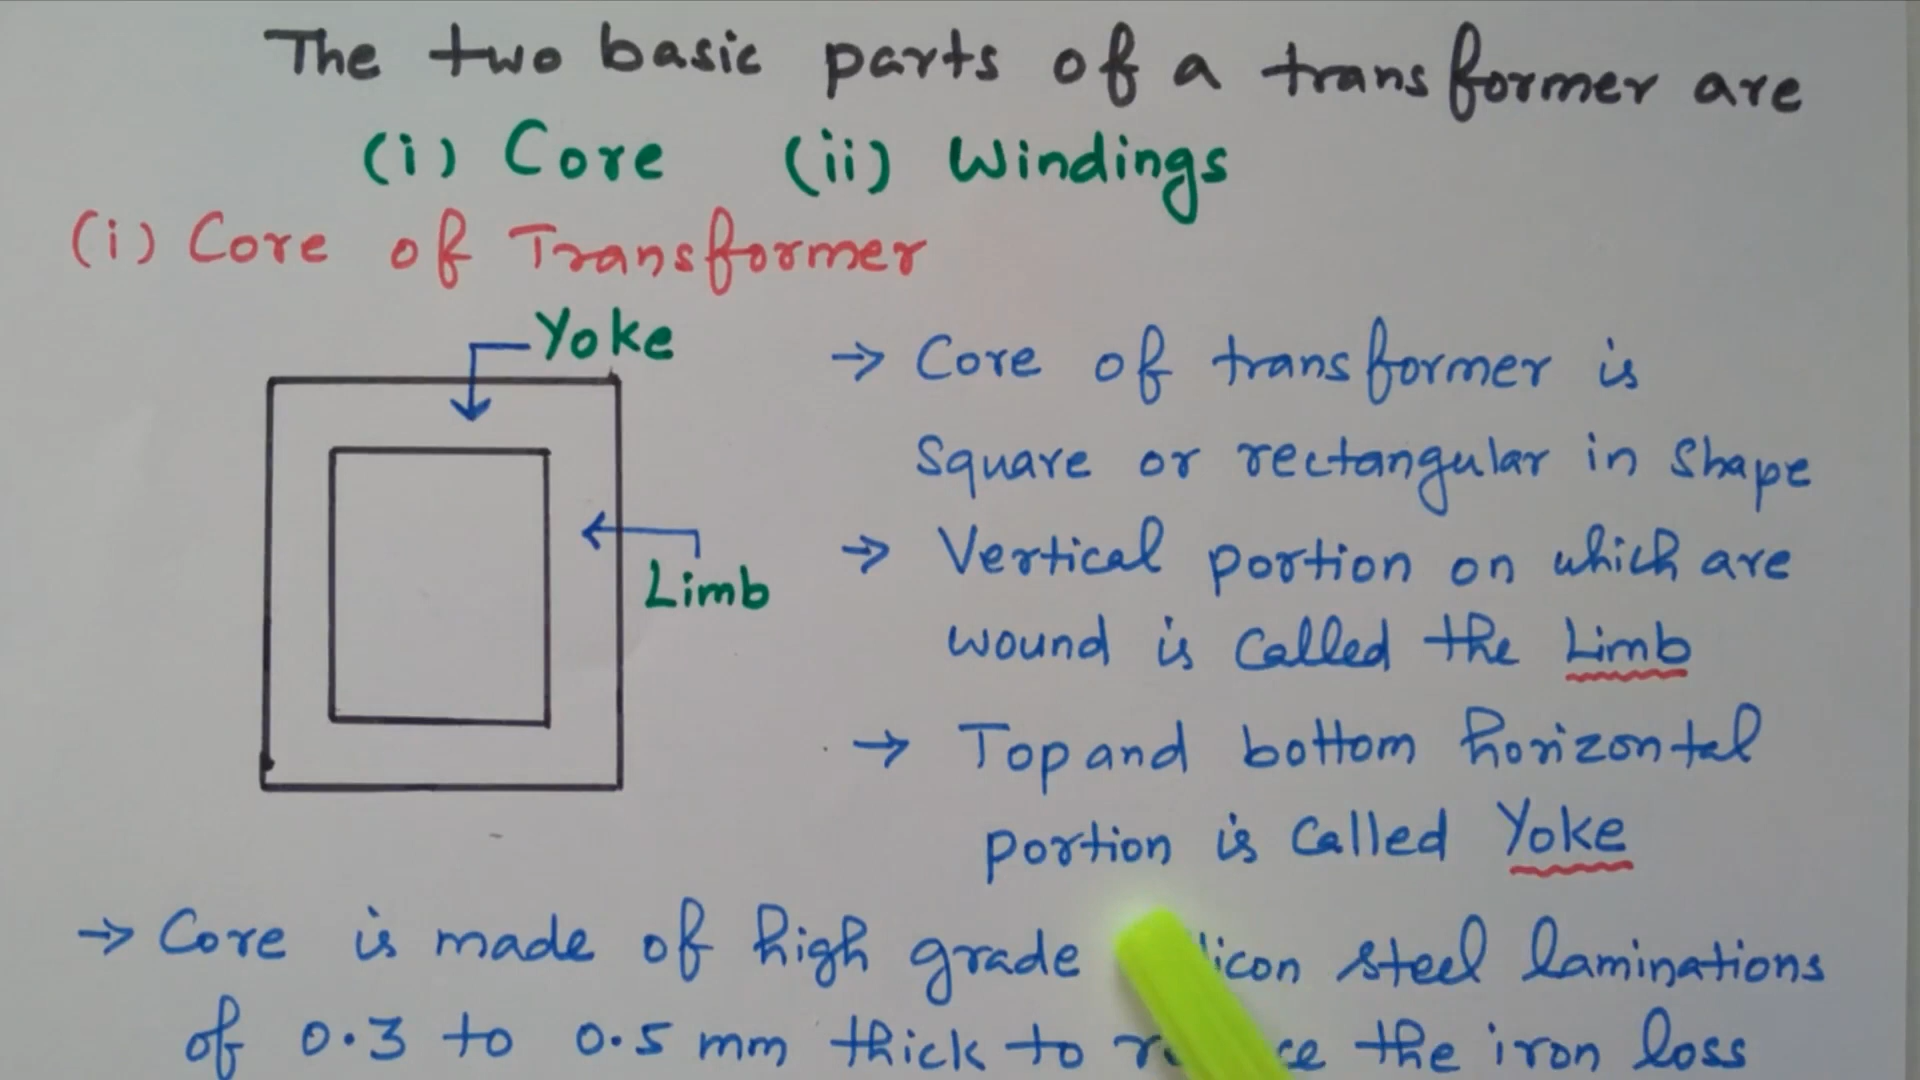 The two basic parts of a transformer are
(i) Core (ii) Windings
(i) Core of Transformer
Yoke
Limb
→ Core of transformer is
Square or rectangular in shape
→ Vertical portion on which are
wound is called the Limb
→ Top and bottom horizontal
portion is called Yoke
→ Core is made of high grade steel laminations
of 0.3 to 0.5 mm thick to the iron loss